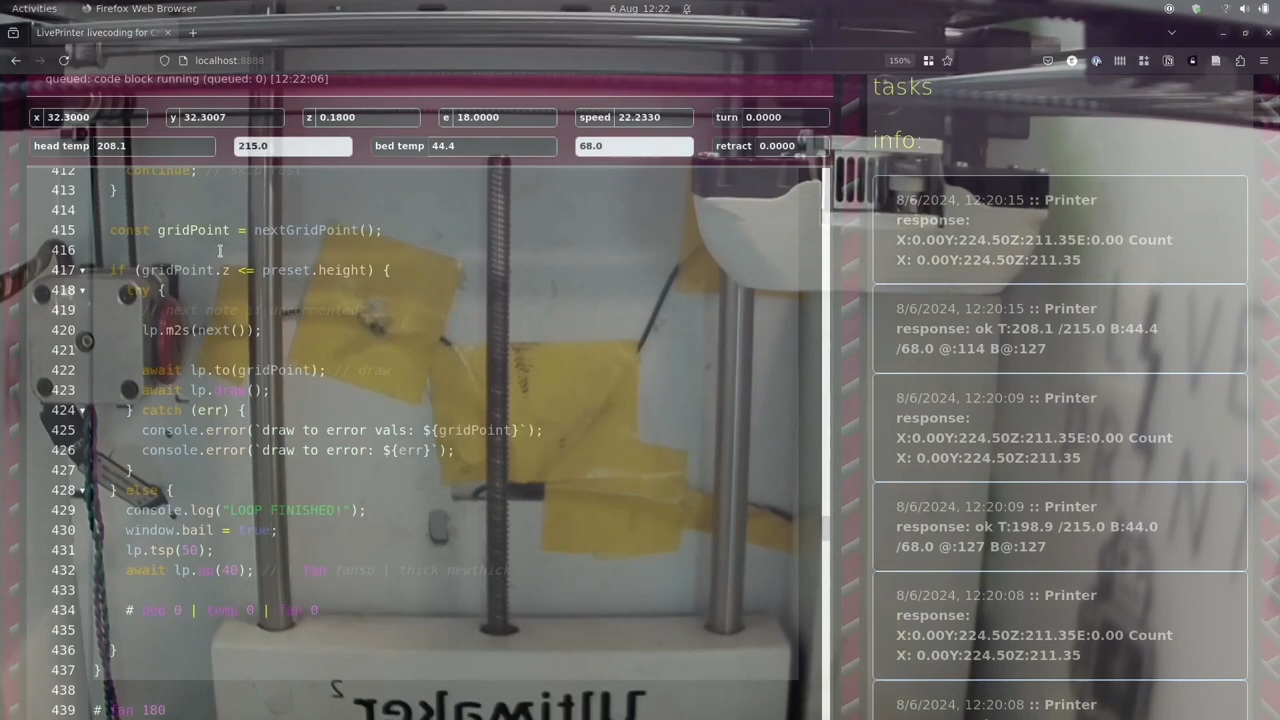 Activities
Firefox Web Browser
6 Aug 12:22
LivePrinter livecoding for C
localhost:8888
150%
queued: code block running (queued: 0) [12:22:06]
x 32.3000 y 32.3007 z 0.1800 e 18.0000 speed 22.2330 turn 0.0000
head temp 208.1 215.0 bed temp 44.4 68.0 retract 0.0000
412 continue; // Skip rest
413 }
414
415 const gridPoint = nextGridPoint();
416
417 if (gridPoint.z <= preset.height) {
418 try {
419 // next note if uncommented
420 lp.m2s(next());
421
422 await lp.to(gridPoint); // draw
423 await lp.draw();
424 } catch (err) {
425 console.error(`draw to error vals: ${gridPoint}`);
426 console.error(`draw to error: ${err}`);
427 }
428 } else {
429 console.log("LOOP FINISHED!");
430 window.bail = true;
431 lp.tsp(50);
432 await lp.up(40); // | fan fansp | thick newthick
433
434 # bed 0 | temp 0 | fan 0
435
436 }
437 }
438
439 # fan 180
tasks
info:
8/6/2024, 12:20:15 :: Printer
response:
X:0.00Y:224.50Z:211.35E:0.00 Count
X: 0.00Y:224.50Z:211.35
8/6/2024, 12:20:15 :: Printer
response: ok T:208.1 /215.0 B:44.4
/68.0 @:114 B@:127
8/6/2024, 12:20:09 :: Printer
response:
X:0.00Y:224.50Z:211.35E:0.00 Count
X: 0.00Y:224.50Z:211.35
8/6/2024, 12:20:09 :: Printer
response: ok T:198.9 /215.0 B:44.0
/68.0 @:127 B@:127
8/6/2024, 12:20:08 :: Printer
response:
X:0.00Y:224.50Z:211.35E:0.00 Count
X: 0.00Y:224.50Z:211.35
8/6/2024, 12:20:08 :: Printer
Ultimaker 2